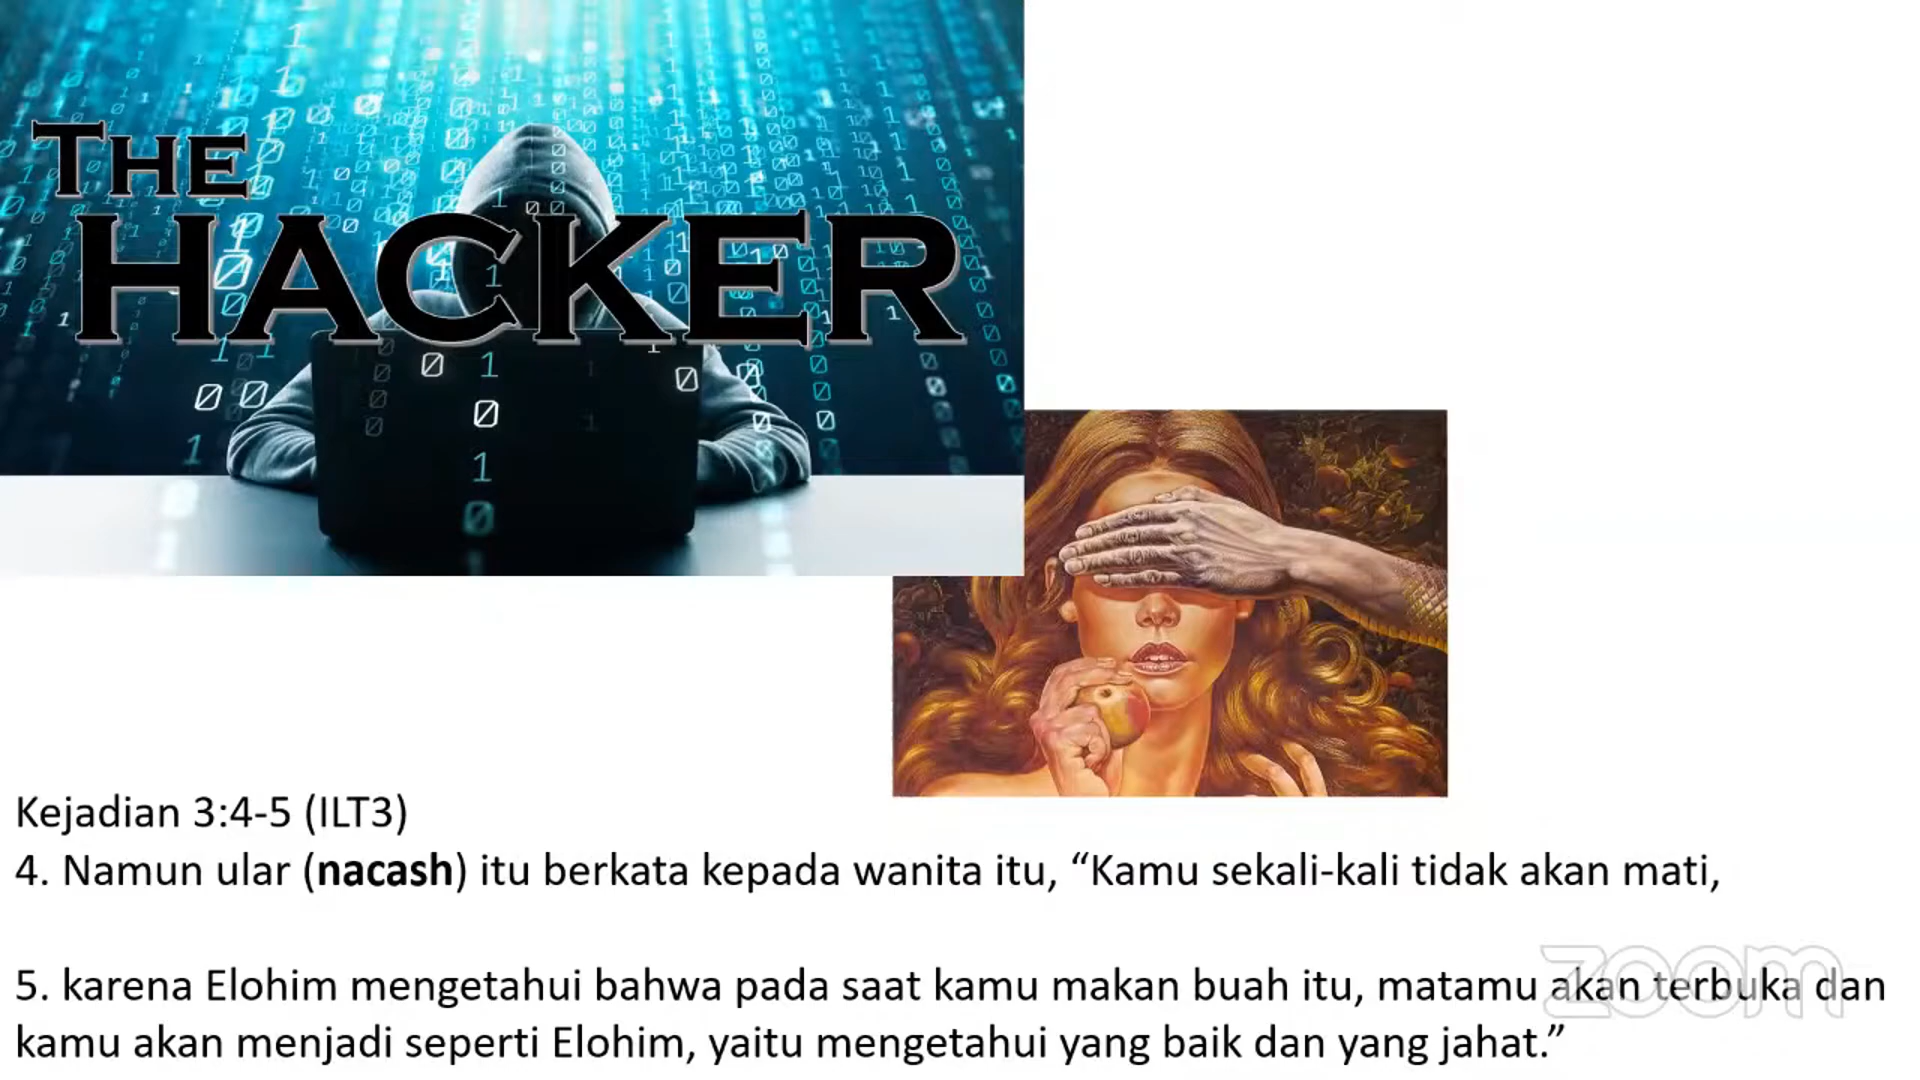 THE
HACKER
Kejadian 3:4-5 (ILT3)
4. Namun ular (nacash) itu berkata kepada wanita itu, “Kamu sekali-kali tidak akan mati,
5. karena Elohim mengetahui bahwa pada saat kamu makan buah itu, matamu akan terbuka dan
kamu akan menjadi seperti Elohim, yaitu mengetahui yang baik dan yang jahat.”
zoom